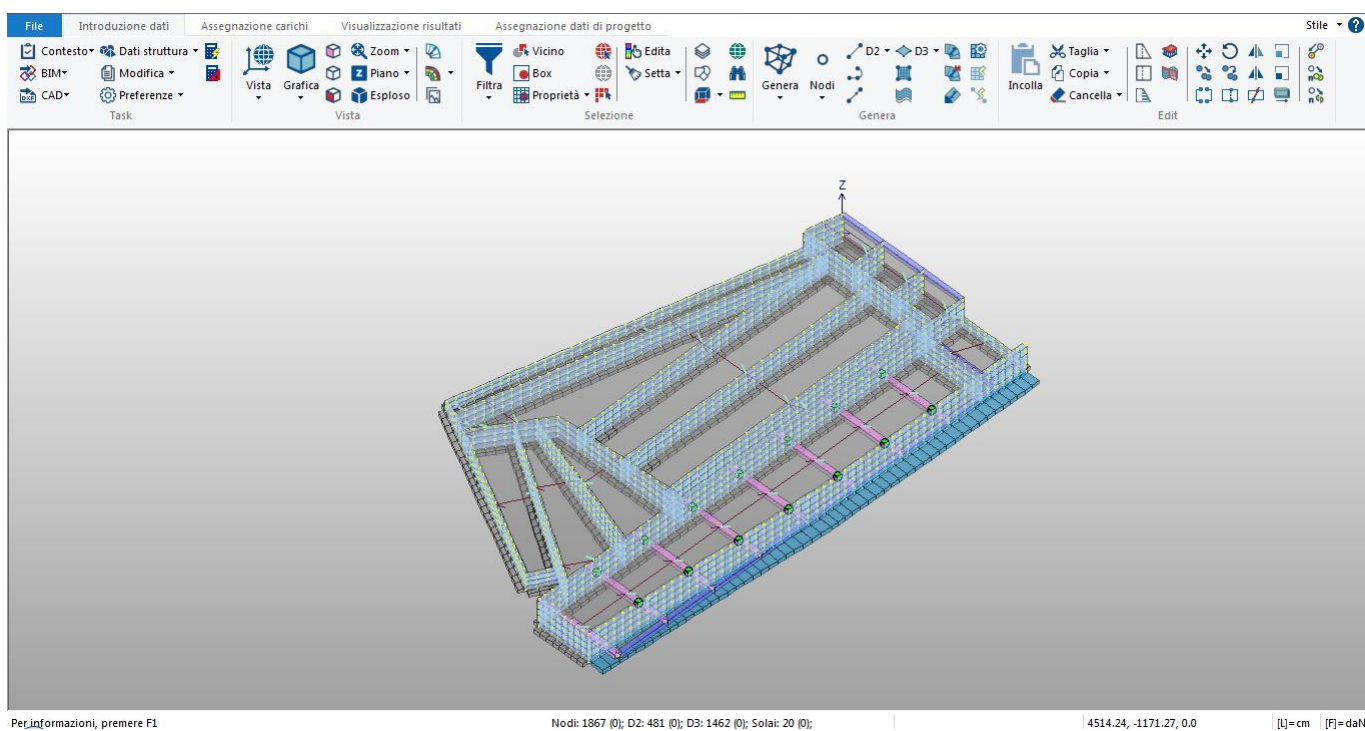 File Introduzione dati Assegnazione carichi Visualizzazione risultati Assegnazione dati di progetto Stile
Contesto Dati struttura Zoom Vicino Edita D2 D3 Taglia
BIM Modifica Piano Box Setta Copia
CAD Preferenze Esploso Proprietà Cancella
Vista Grafica Filtra Genera Nodi Incolla
Task Vista Selezione Genera Edit
Z
Per informazioni, premere F1 Nodi: 1867 (0); D2: 481 (0); D3: 1462 (0); Solai: 20 (0); 4514.24, -1171.27, 0.0 [L]=cm [F]=daN